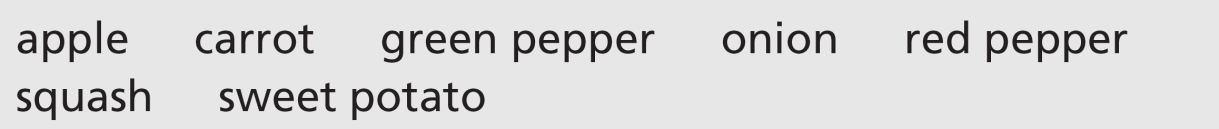 apple carrot green pepper onion red pepper
squash sweet potato